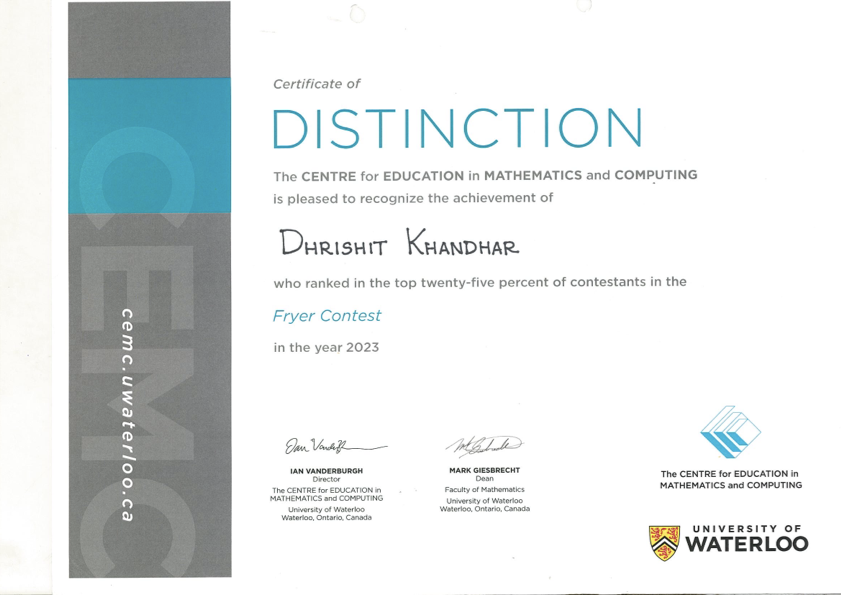 Certificate of
DISTINCTION
The CENTRE for EDUCATION in MATHEMATICS and COMPUTING
is pleased to recognize the achievement of
DHRISHIT KHANDHAR
who ranked in the top twenty-five percent of contestants in the
Fryer Contest
in the year 2023
CEMC
cemc.uwaterloo.ca
IAN VANDERBURGH
Director
The CENTRE for EDUCATION in
MATHEMATICS and COMPUTING
University of Waterloo
Waterloo, Ontario, Canada
MARK GIESBRECHT
Dean
Faculty of Mathematics
University of Waterloo
Waterloo, Ontario, Canada
The CENTRE for EDUCATION in
MATHEMATICS and COMPUTING
UNIVERSITY OF
WATERLOO